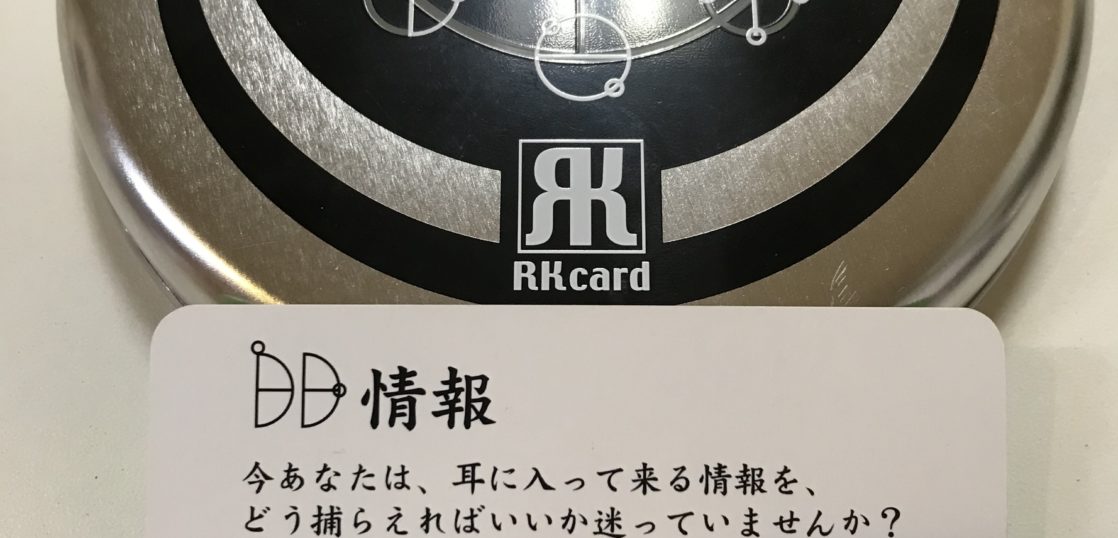 RK
RKcard
情報
今あなたは、耳に入って来る情報を、
どう捕らえればいいか迷っていませんか？